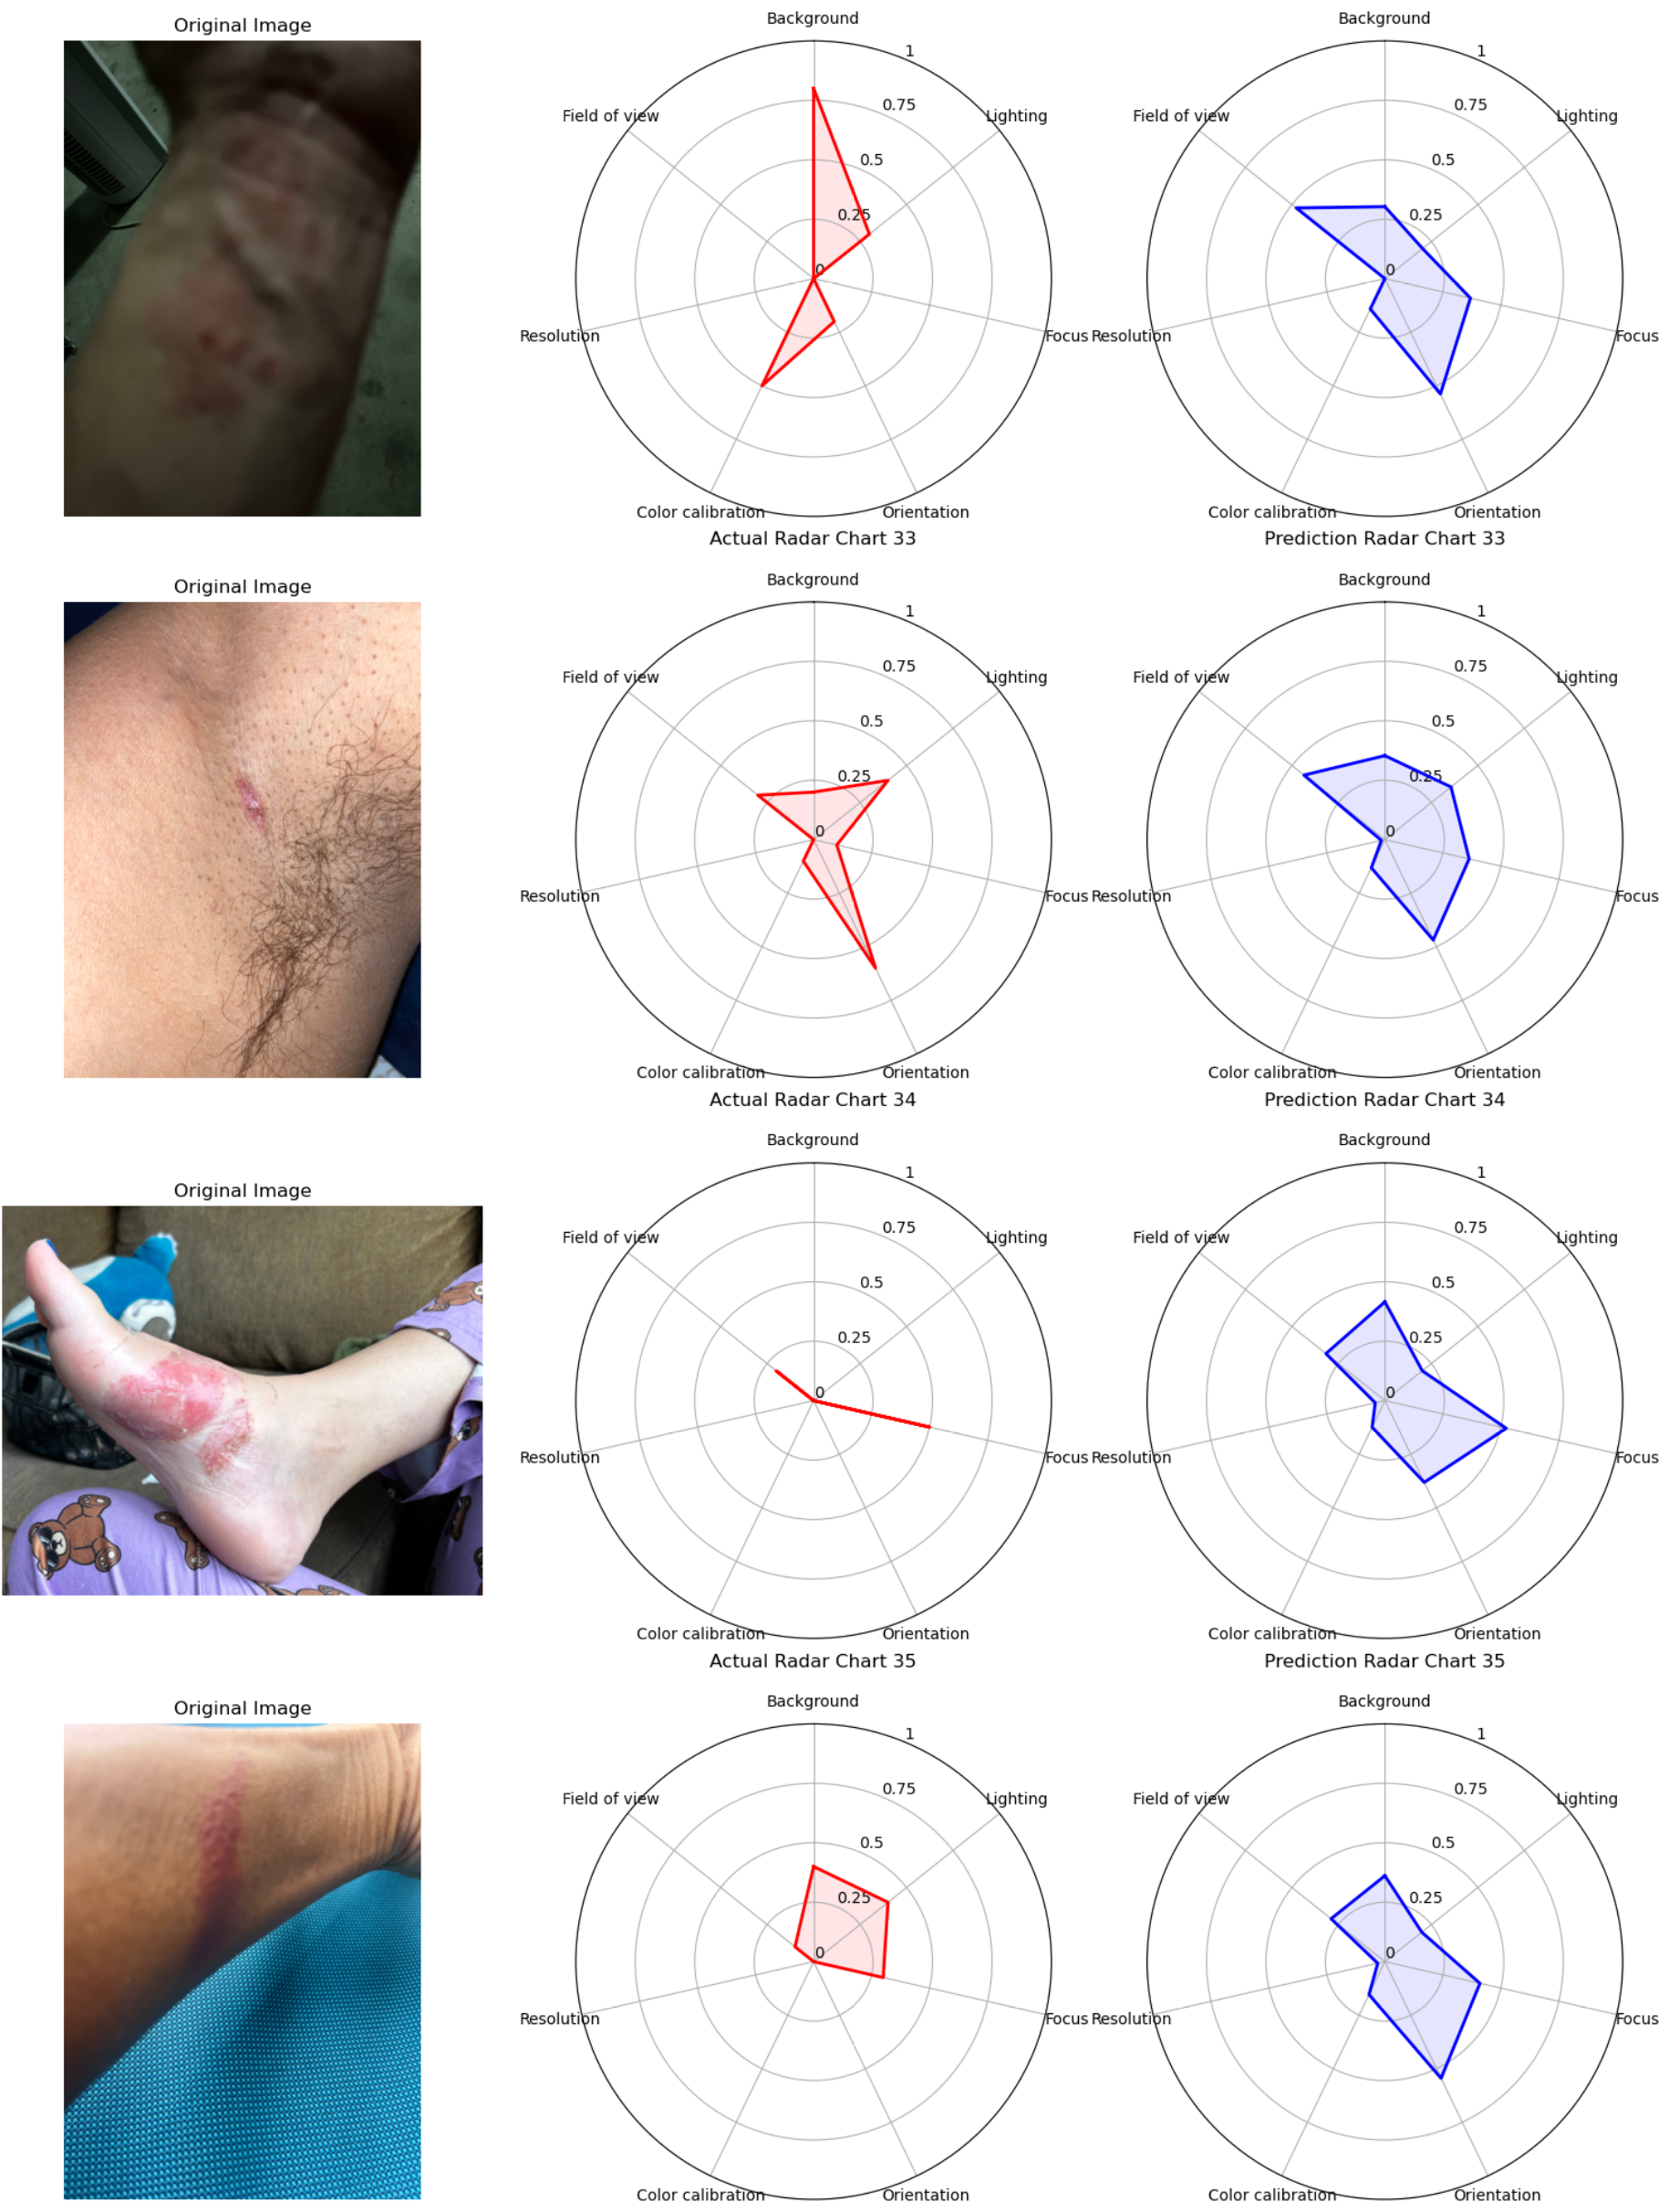 Original Image
Background
1
0.75
0.5
0.25
0
Field of view
Lighting
Resolution
Focus
Color calibration
Orientation
Actual Radar Chart 33
Background
1
0.75
0.5
0.25
0
Field of view
Lighting
Resolution
Focus
Color calibration
Orientation
Prediction Radar Chart 33
Original Image
Background
1
0.75
0.5
0.25
0
Field of view
Lighting
Resolution
Focus
Color calibration
Orientation
Actual Radar Chart 34
Background
1
0.75
0.5
0.25
0
Field of view
Lighting
Resolution
Focus
Color calibration
Orientation
Prediction Radar Chart 34
Original Image
Background
1
0.75
0.5
0.25
0
Field of view
Lighting
Resolution
Focus
Color calibration
Orientation
Actual Radar Chart 35
Background
1
0.75
0.5
0.25
0
Field of view
Lighting
Resolution
Focus
Color calibration
Orientation
Prediction Radar Chart 35
Original Image
Background
1
0.75
0.5
0.25
0
Field of view
Lighting
Resolution
Focus
Color calibration
Orientation
Background
1
0.75
0.5
0.25
0
Field of view
Lighting
Resolution
Focus
Color calibration
Orientation